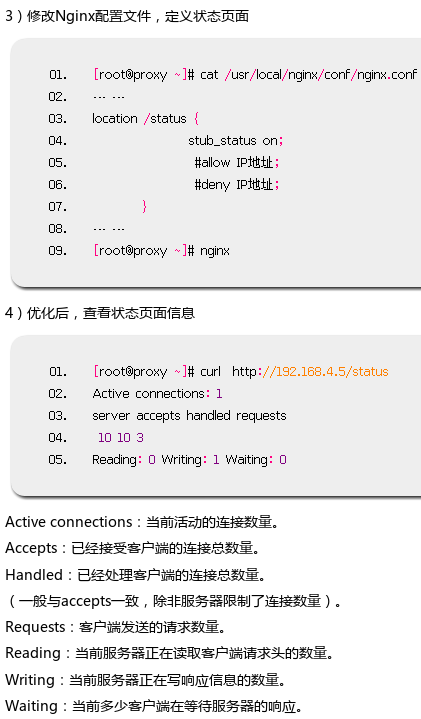 3）修改Nginx配置文件，定义状态页面
01. [root@proxy ~]# cat /usr/local/nginx/conf/nginx.conf
02. ... ...
03. location /status {
04. stub_status on;
05. #allow IP地址;
06. #deny IP地址;
07. }
08. ... ...
09. [root@proxy ~]# nginx
4）优化后，查看状态页面信息
01. [root@proxy ~]# curl http://192.168.4.5/status
02. Active connections: 1
03. server accepts handled requests
04. 10 10 3
05. Reading: 0 Writing: 1 Waiting: 0
Active connections：当前活动的连接数量。
Accepts：已经接受客户端的连接总数量。
Handled：已经处理客户端的连接总数量。
（一般与accepts一致，除非服务器限制了连接数量）。
Requests：客户端发送的请求数量。
Reading：当前服务器正在读取客户端请求头的数量。
Writing：当前服务器正在写响应信息的数量。
Waiting：当前多少客户端在等待服务器的响应。